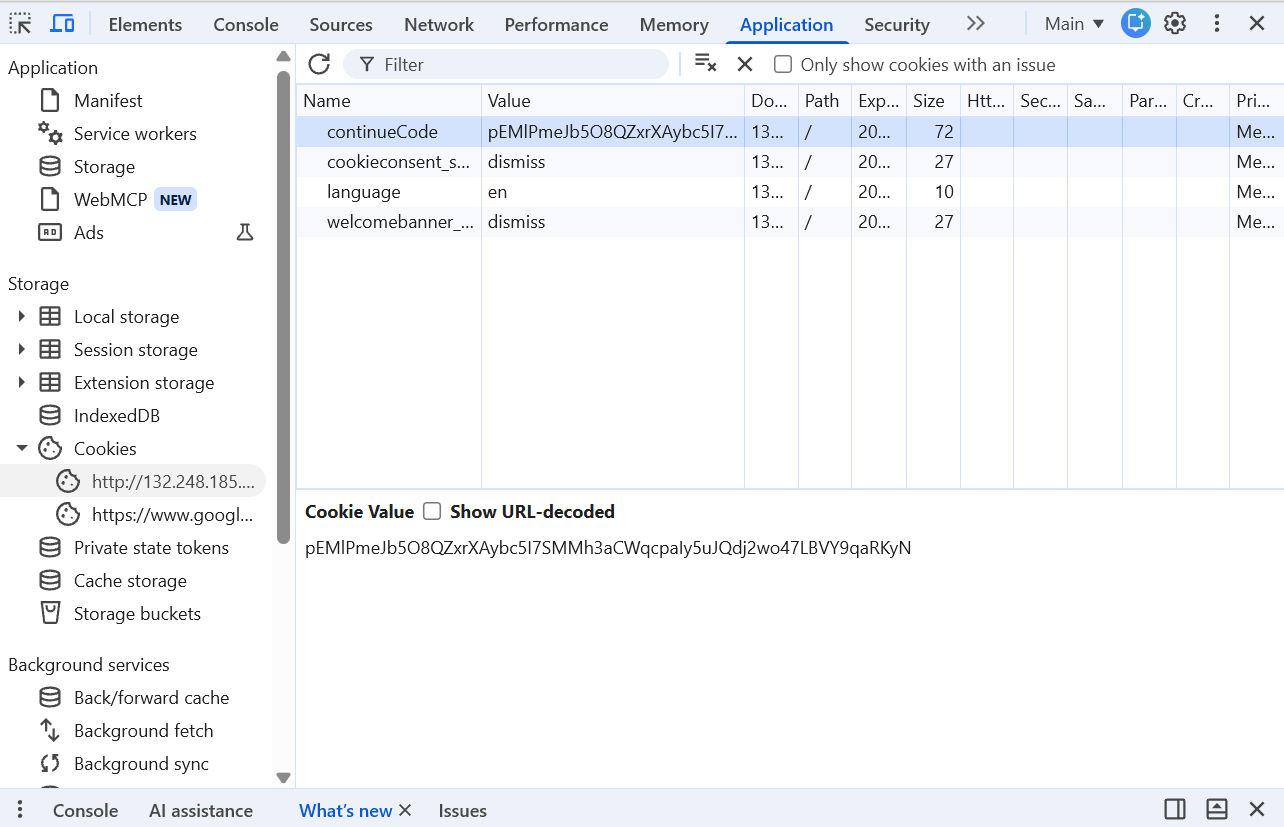 Elements Console Sources Network Performance Memory Application Security Main
Application
Manifest
Service workers
Storage
WebMCP NEW
Ads
Storage
Local storage
Session storage
Extension storage
IndexedDB
Cookies
http://132.248.185....
https://www.googl...
Private state tokens
Cache storage
Storage buckets
Background services
Back/forward cache
Background fetch
Background sync
Filter Only show cookies with an issue
Name Value Do... Path Exp... Size Htt... Sec... Sa... Par... Cr... Pri...
continueCode pEMlPmeJb5O8QZxrXAybc5I7... 13... / 20... 72 Me...
cookieconsent_s... dismiss 13... / 20... 27 Me...
language en 13... / 20... 10 Me...
welcomebanner_... dismiss 13... / 20... 27 Me...
Cookie Value Show URL-decoded
pEMlPmeJb5O8QZxrXAybc5I7SMMh3aCWqcpaIy5uJQdj2wo47LBVY9qaRKyN
Console AI assistance What's new Issues